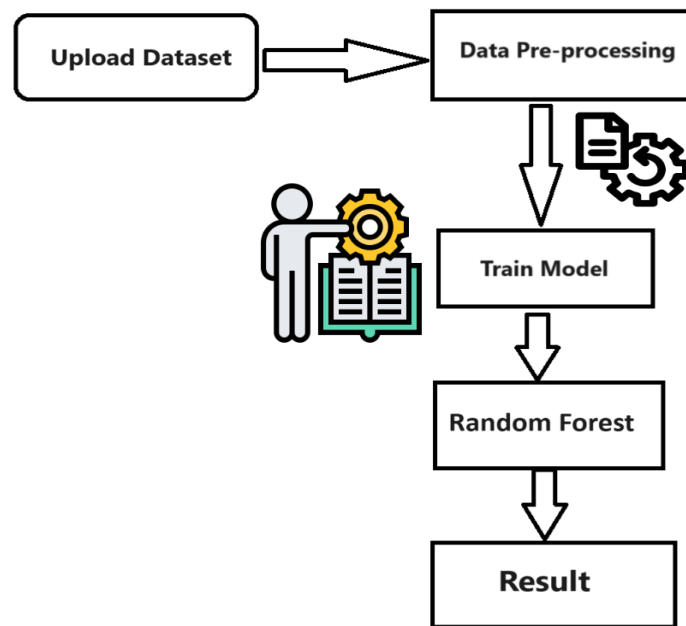 Upload Dataset
Data Pre-processing
Train Model
Random Forest
Result